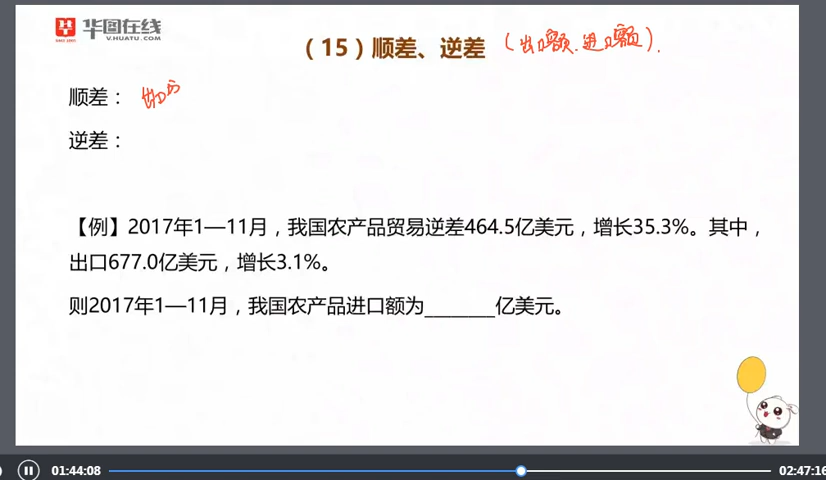 华图在线
HUATU.COM V.HUATU.COM
（15）顺差、逆差 （出口额、进口额）.
顺差： 出口
逆差：
【例】2017年1—11月，我国农产品贸易逆差464.5亿美元，增长35.3%。其中，
出口677.0亿美元，增长3.1%。
则2017年1—11月，我国农产品进口额为_______亿美元。
01:44:08 02:47:16